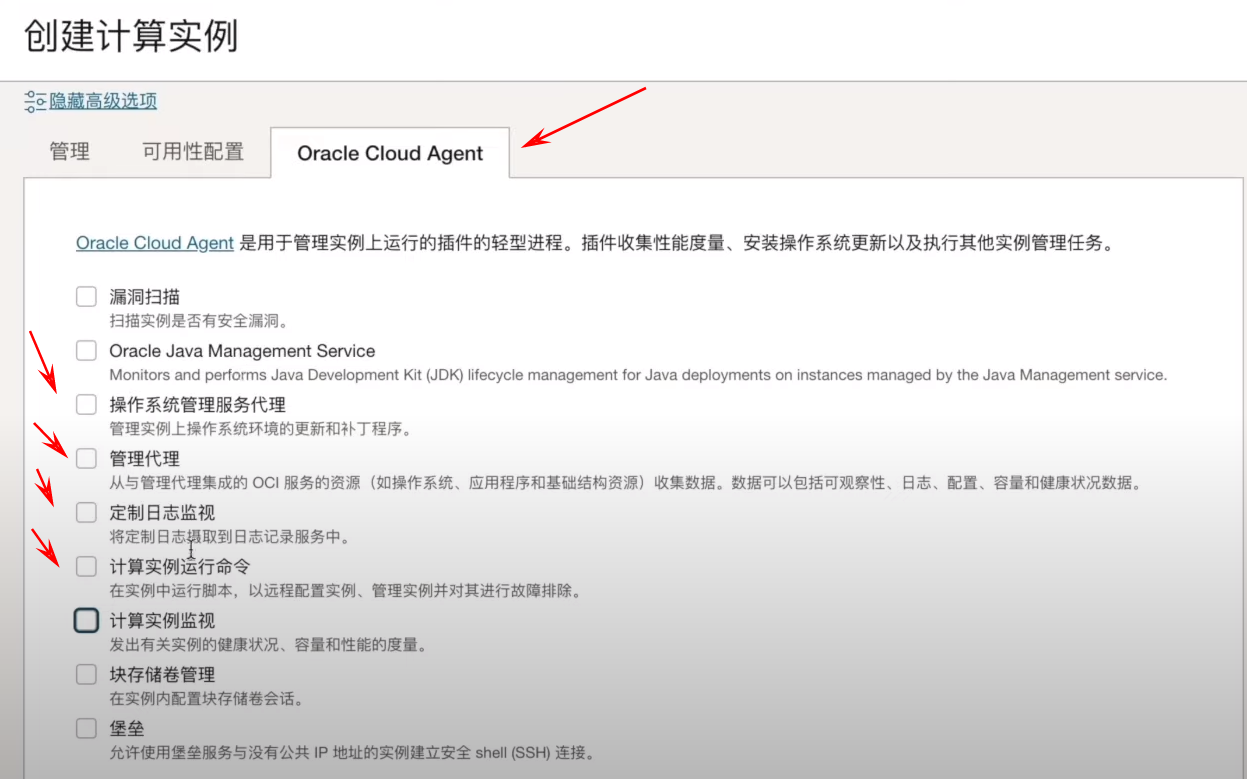 创建计算实例
隐藏高级选项
管理 可用性配置 Oracle Cloud Agent
Oracle Cloud Agent 是用于管理实例上运行的插件的轻型进程。插件收集性能度量、安装操作系统更新以及执行其他实例管理任务。
漏洞扫描
扫描实例是否有安全漏洞。
Oracle Java Management Service
Monitors and performs Java Development Kit (JDK) lifecycle management for Java deployments on instances managed by the Java Management service.
操作系统管理服务代理
管理实例上操作系统环境的更新和补丁程序。
管理代理
从与管理代理集成的 OCI 服务的资源（如操作系统、应用程序和基础结构资源）收集数据。数据可以包括可观察性、日志、配置、容量和健康状况数据。
定制日志监视
将定制日志摄取到日志记录服务中。
计算实例运行命令
在实例中运行脚本，以远程配置实例、管理实例并对其进行故障排除。
计算实例监视
发出有关实例的健康状况、容量和性能的度量。
块存储卷管理
在实例内配置块存储卷会话。
堡垒
允许使用堡垒服务与没有公共 IP 地址的实例建立安全 shell (SSH) 连接。